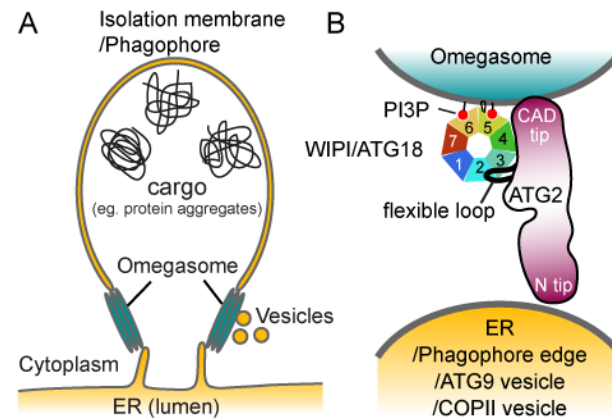 A
Isolation membrane
/Phagophore
cargo
(eg. protein aggregates)
Omegasome
Vesicles
Cytoplasm
ER (lumen)
B
Omegasome
PI3P
WIPI/ATG18
6
5
7
4
1
2
3
flexible loop
CAD
tip
ATG2
N tip
ER
/Phagophore edge
/ATG9 vesicle
/COPII vesicle